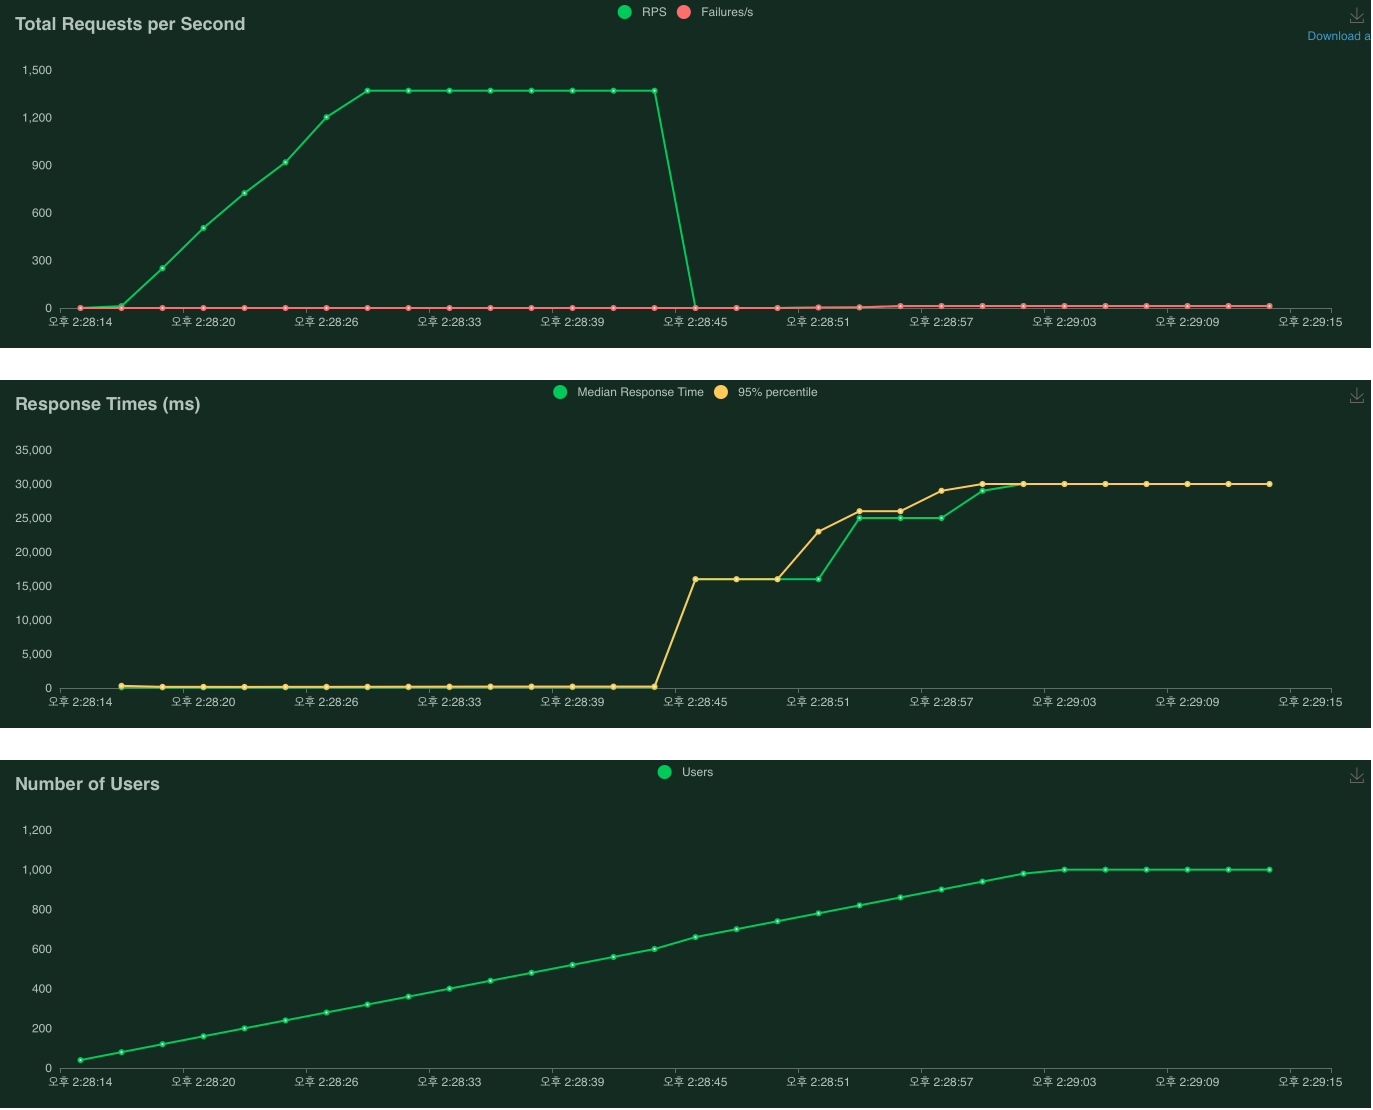 Total Requests per Second
RPS Failures/s
Download a
1,500
1,200
900
600
300
0
오후 2:28:14 오후 2:28:20 오후 2:28:26 오후 2:28:33 오후 2:28:39 오후 2:28:45 오후 2:28:51 오후 2:28:57 오후 2:29:03 오후 2:29:09 오후 2:29:15
Response Times (ms)
Median Response Time 95% percentile
35,000
30,000
25,000
20,000
15,000
10,000
5,000
0
오후 2:28:14 오후 2:28:20 오후 2:28:26 오후 2:28:33 오후 2:28:39 오후 2:28:45 오후 2:28:51 오후 2:28:57 오후 2:29:03 오후 2:29:09 오후 2:29:15
Number of Users
Users
1,200
1,000
800
600
400
200
0
오후 2:28:14 오후 2:28:20 오후 2:28:26 오후 2:28:33 오후 2:28:39 오후 2:28:45 오후 2:28:51 오후 2:28:57 오후 2:29:03 오후 2:29:09 오후 2:29:15